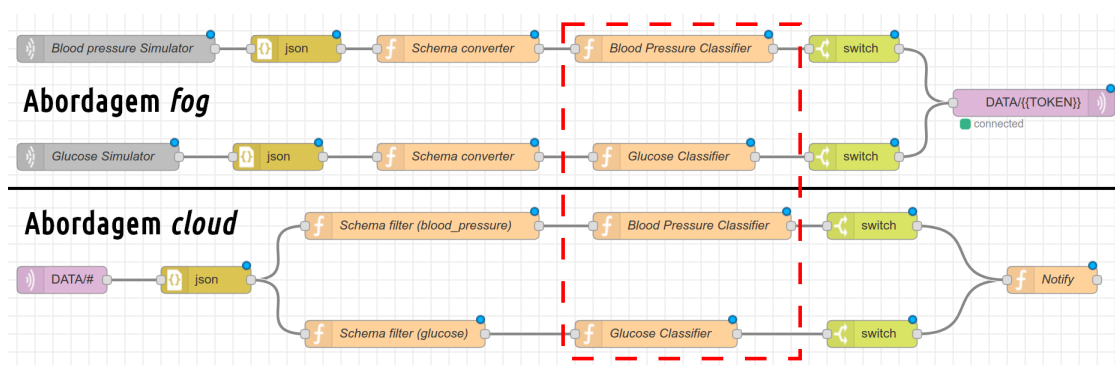 Blood pressure Simulator
json
Schema converter
Blood Pressure Classifier
switch
Abordagem fog
DATA/{{TOKEN}}
connected
Glucose Simulator
json
Schema converter
Glucose Classifier
switch
Abordagem cloud
Schema filter (blood_pressure)
Blood Pressure Classifier
switch
DATA/#
json
Notify
Schema filter (glucose)
Glucose Classifier
switch